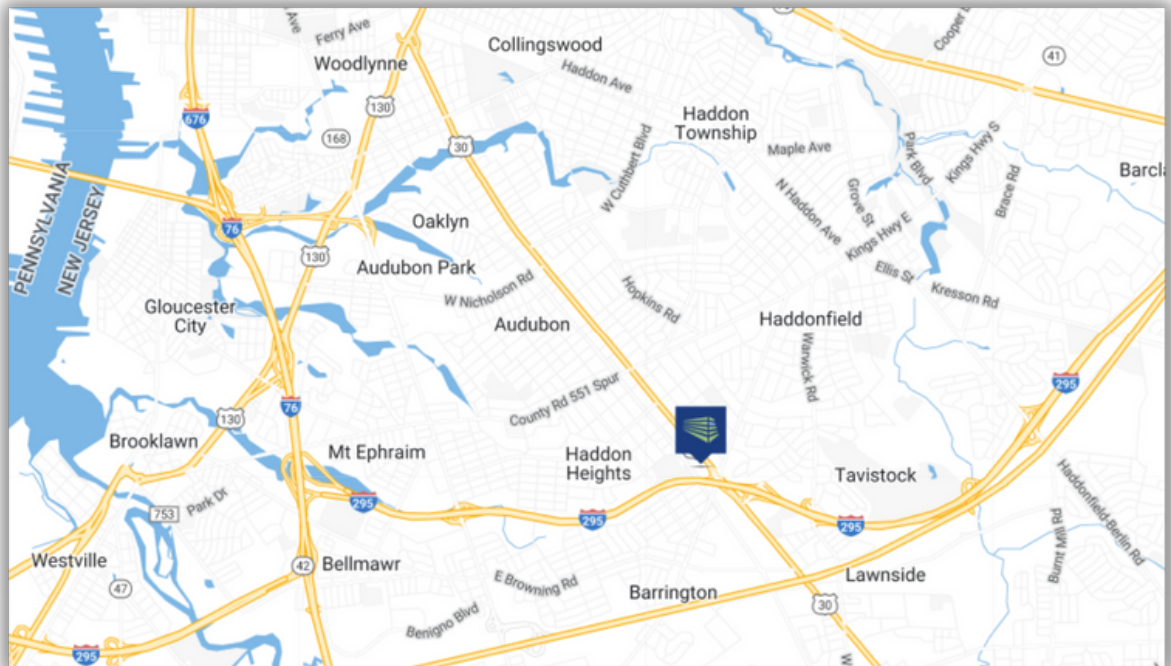 Ferry Ave
Collingswood
Cooper
41
Woodlynne
Haddon Ave
676
130
168
Haddon
Township
30
Maple Ave
Park Blvd
Kings Hwy S
W Cuthbert Blvd
Brace Rd
PENNSYLVANIA
NEW JERSEY
N Haddon Ave
Grove St
Kings Hwy E
76
Oaklyn
130
Audubon Park
Ellis St
Kresson Rd
W Nicholson Rd
Hopkins Rd
Gloucester
City
Audubon
Haddonfield
Warwick Rd
295
76
County Rd 551 Spur
130
Brooklawn
Mt Ephraim
Haddon
Heights
Tavistock
Haddonfield-Berlin Rd
295
753
Park Dr
295
295
Burnt Mill Rd
Westville
42
Bellmawr
47
E Browning Rd
Barrington
Lawnside
30
Benigno Blvd
295